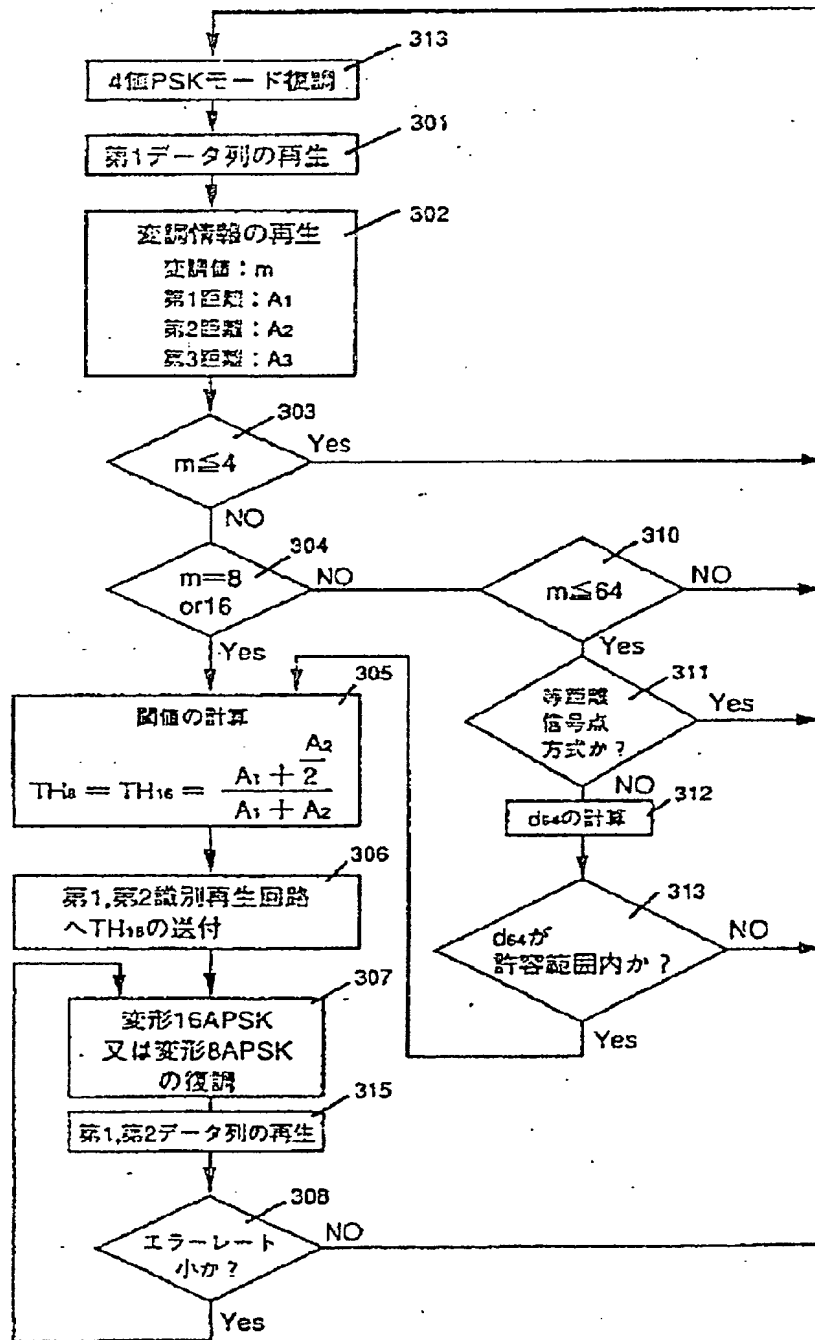 313
4値PSKモード復調
301
第1データ列の再生
302
変調情報の再生
変調値：m
第1距離：A1
第2距離：A2
第3距離：A3
303
m≦4
Yes
NO
304
m=8
or16
NO
Yes
310
m≦64
NO
Yes
311
等距離
信号点
方式か？
Yes
NO
312
d64の計算
313
d64が
許容範囲内か？
NO
Yes
305
閾値の計算
TH8 = TH16 = (A1 + A2/2) / (A1 + A2)
306
第1,第2識別再生回路
へTH16の送付
307
変形16APSK
又は変形8APSK
の復調
315
第1,第2データ列の再生
308
エラーレート
小か？
NO
Yes